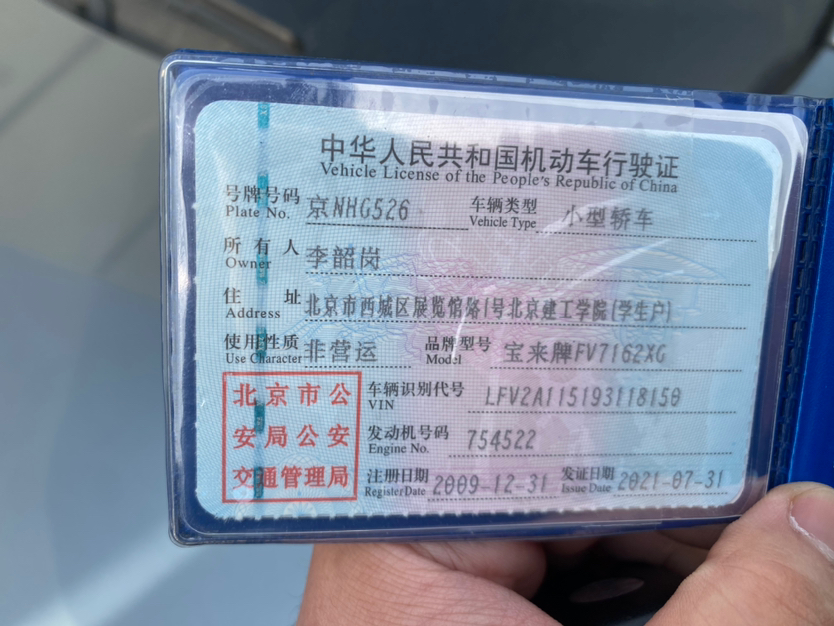 中华人民共和国机动车行驶证
Vehicle License of the People's Republic of China
号牌号码 京NHG526 车辆类型 小型轿车
Plate No. Vehicle Type
所有人 李韶岗
Owner
住址 北京市西城区展览馆路1号北京建工学院(学生户)
Address
使用性质 非营运 品牌型号 宝来牌FV7162XG
Use Character Model
北京市公安局公安交通管理局
车辆识别代号 LFV2A115193118150
VIN
发动机号码 754522
Engine No.
注册日期 2009-12-31 发证日期 2021-07-31
Register Date Issue Date